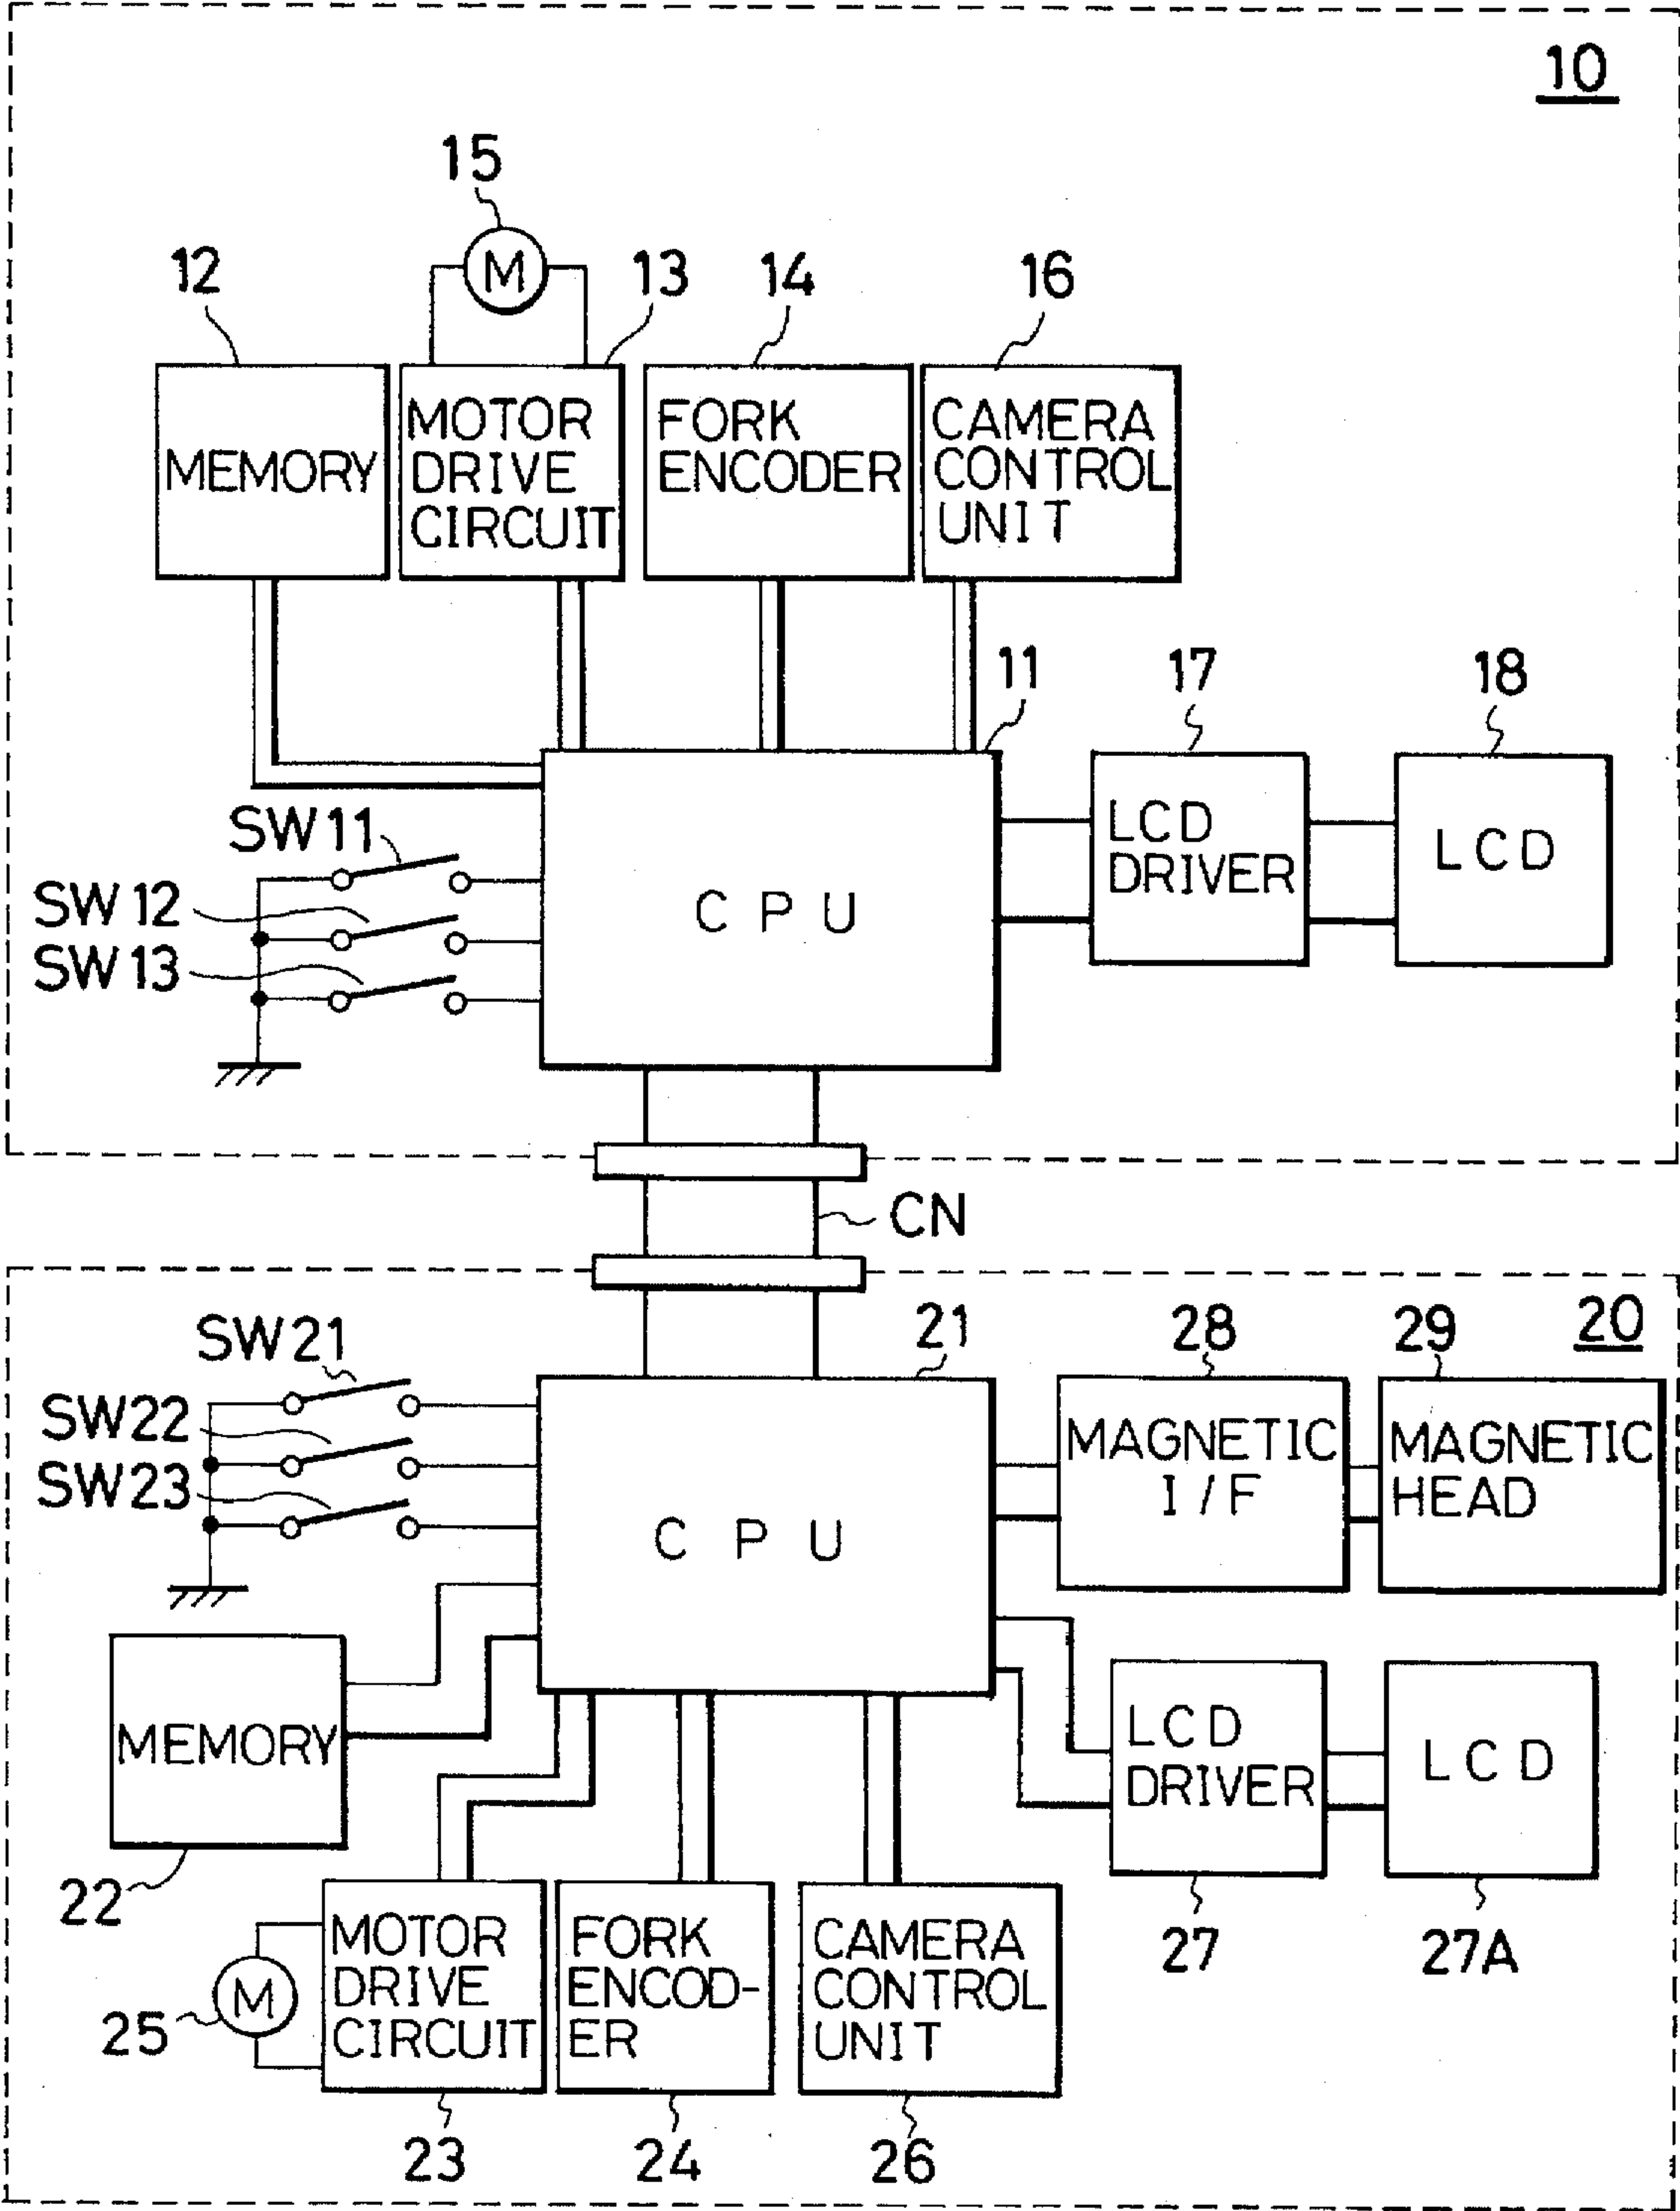 10
15
M
12
13
14
16
MEMORY
MOTOR
DRIVE
CIRCUIT
FORK
ENCODER
CAMERA
CONTROL
UNIT
11
17
18
SW11
SW12
SW13
CPU
LCD
DRIVER
LCD
CN
20
SW21
SW22
SW23
21
28
29
CPU
MAGNETIC
I/F
MAGNETIC
HEAD
MEMORY
22
LCD
DRIVER
LCD
27
27A
M
25
MOTOR
DRIVE
CIRCUIT
FORK
ENCOD-
ER
CAMERA
CONTROL
UNIT
23
24
26